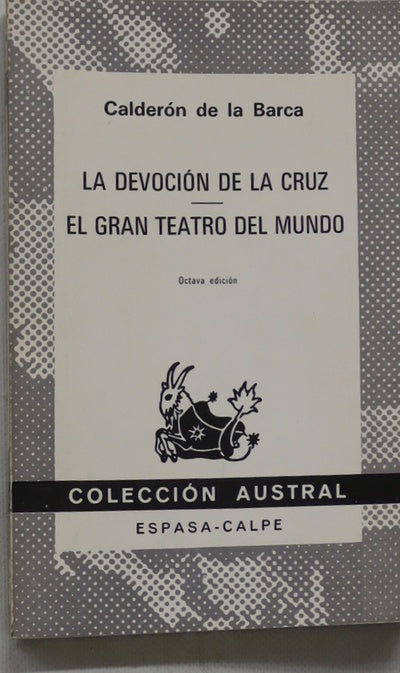 Calderón de la Barca
LA DEVOCIÓN DE LA CRUZ
EL GRAN TEATRO DEL MUNDO
Octava edición
COLECCIÓN AUSTRAL
ESPASA-CALPE